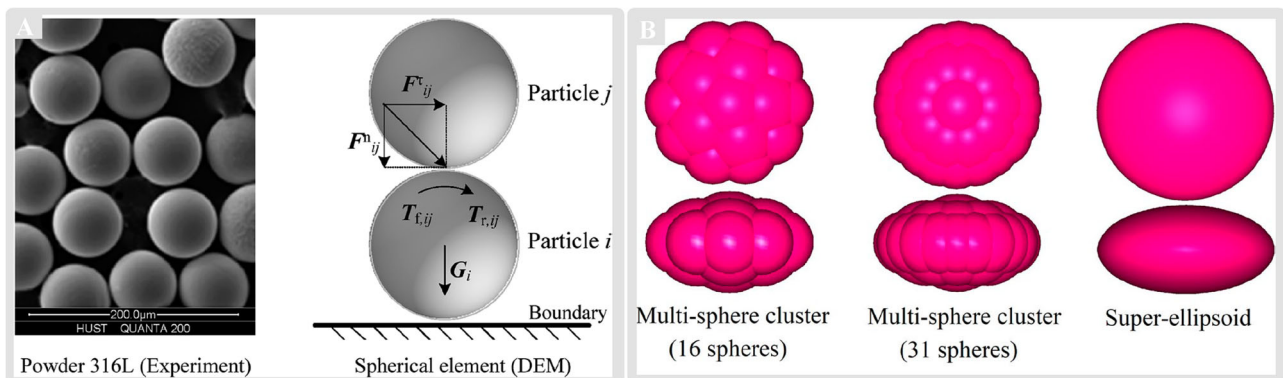 A
F^τ_ij
Particle j
F^n_ij
T_f,ij
T_r,ij
Particle i
G_i
Boundary
200.0µm
HUST QUANTA 200
Powder 316L (Experiment)
Spherical element (DEM)
B
Multi-sphere cluster
(16 spheres)
Multi-sphere cluster
(31 spheres)
Super-ellipsoid